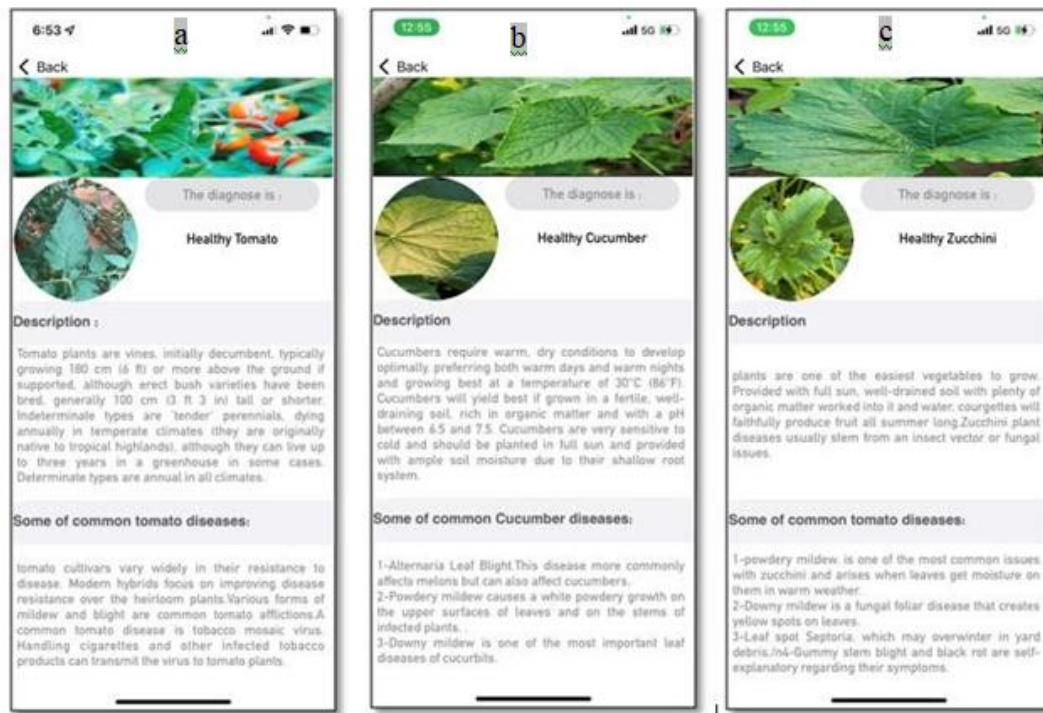 6:53
a
Back
The diagnose is :
Healthy Tomato
Description :
Tomato plants are vines, initially decumbent, typically
growing 180 cm (6 ft) or more above the ground if
supported, although erect bush varieties have been
bred, generally 100 cm (3 ft 3 in) tall or shorter.
Indeterminate types are 'tender' perennials, dying
annually in temperate climates (they are originally
native to tropical highlands), although they can live up
to three years in a greenhouse in some cases.
Determinate types are annual in all climates.
Some of common tomato diseases:
tomato cultivars vary widely in their resistance to
disease. Modern hybrids focus on improving disease
resistance over the heirloom plants.Various forms of
mildew and blight are common tomato afflictions.A
common tomato disease is tobacco mosaic virus.
Handling cigarettes and other infected tobacco
products can transmit the virus to tomato plants.
12:55
b
5G
Back
The diagnose is :
Healthy Cucumber
Description
Cucumbers require warm, dry conditions to develop
optimally, preferring both warm days and warm nights
and growing best at a temperature of 30°C (86°F).
Cucumbers will yield best if grown in a fertile, well-
draining soil, rich in organic matter and with a pH
between 6.5 and 7.5. Cucumbers are very sensitive to
cold and should be planted in full sun and provided
with ample soil moisture due to their shallow root
system.
Some of common Cucumber diseases:
1-Alternaria Leaf Blight.This disease more commonly
affects melons but can also affect cucumbers.
2-Powdery mildew causes a white powdery growth on
the upper surfaces of leaves and on the stems of
infected plants. .
3-Downy mildew is one of the most important leaf
diseases of cucurbits.
12:55
c
5G
Back
The diagnose is :
Healthy Zucchini
Description
plants are one of the easiest vegetables to grow.
Provided with full sun, well-drained soil with plenty of
organic matter worked into it and water, courgettes will
faithfully produce fruit all summer long.Zucchini plant
diseases usually stem from an insect vector or fungal
issues.
Some of common tomato diseases:
1-powdery mildew. is one of the most common issues
with zucchini and arises when leaves get moisture on
them in warm weather.
2-Downy mildew is a fungal foliar disease that creates
yellow spots on leaves.
3-Leaf spot Septoria, which may overwinter in yard
debris./n4-Gummy stem blight and black rot are self-
explanatory regarding their symptoms.